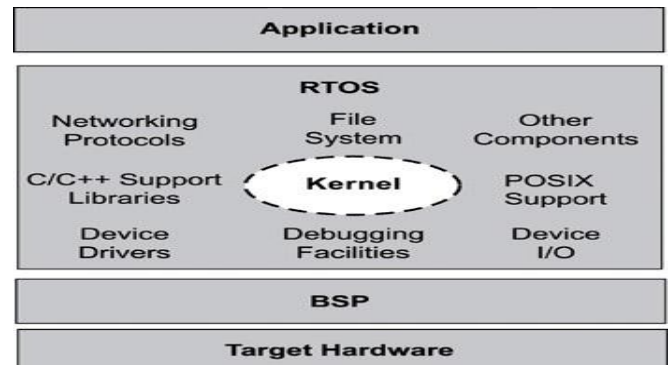 Application
RTOS
Networking
Protocols
File
System
Other
Components
C/C++ Support
Libraries
Kernel
POSIX
Support
Device
Drivers
Debugging
Facilities
Device
I/O
BSP
Target Hardware